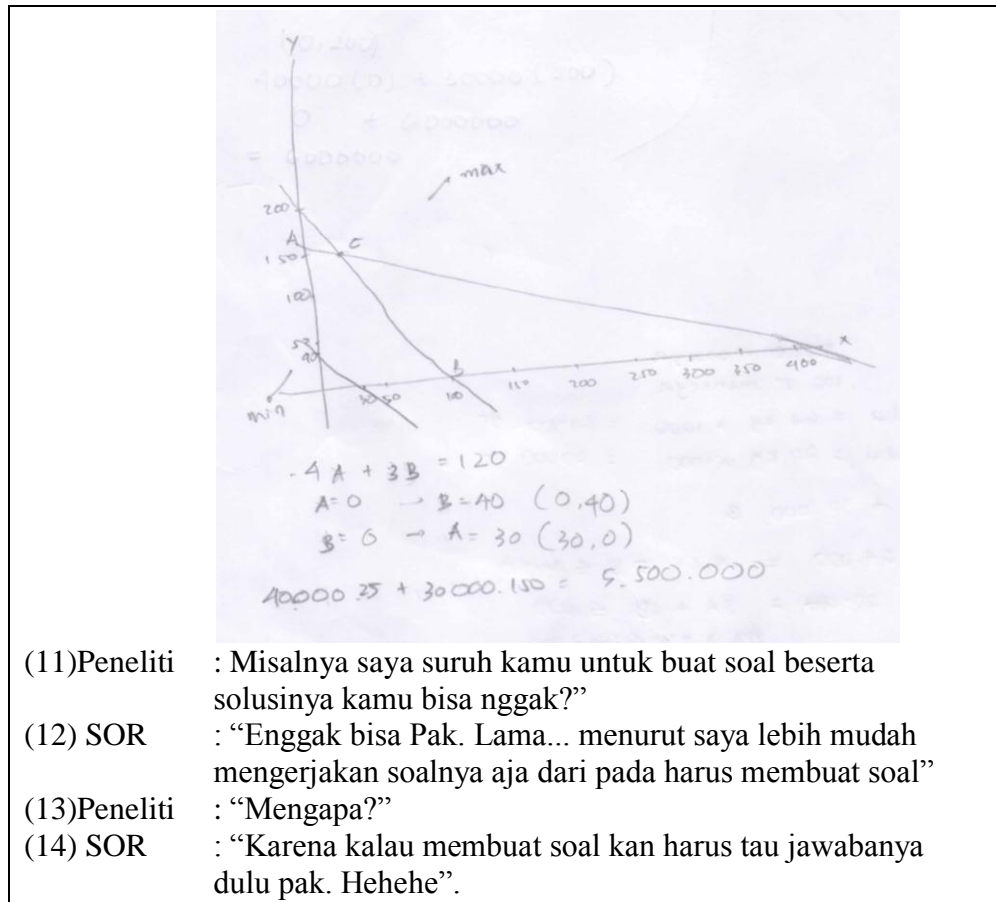 Y
max
200
A
C
150
100
50
40
min
30 50
B
10
150
200
250
300
350
400
X
4A + 3B = 120
A=0 → B=40 (0,40)
B=0 → A=30 (30,0)
40000.25 + 30000.150 = 5.500.000
(11)Peneliti : Misalnya saya suruh kamu untuk buat soal beserta
solusinya kamu bisa nggak?”
(12) SOR : “Enggak bisa Pak. Lama... menurut saya lebih mudah
mengerjakan soalnya aja dari pada harus membuat soal”
(13)Peneliti : “Mengapa?”
(14) SOR : “Karena kalau membuat soal kan harus tau jawabanya
dulu pak. Hehehe”.